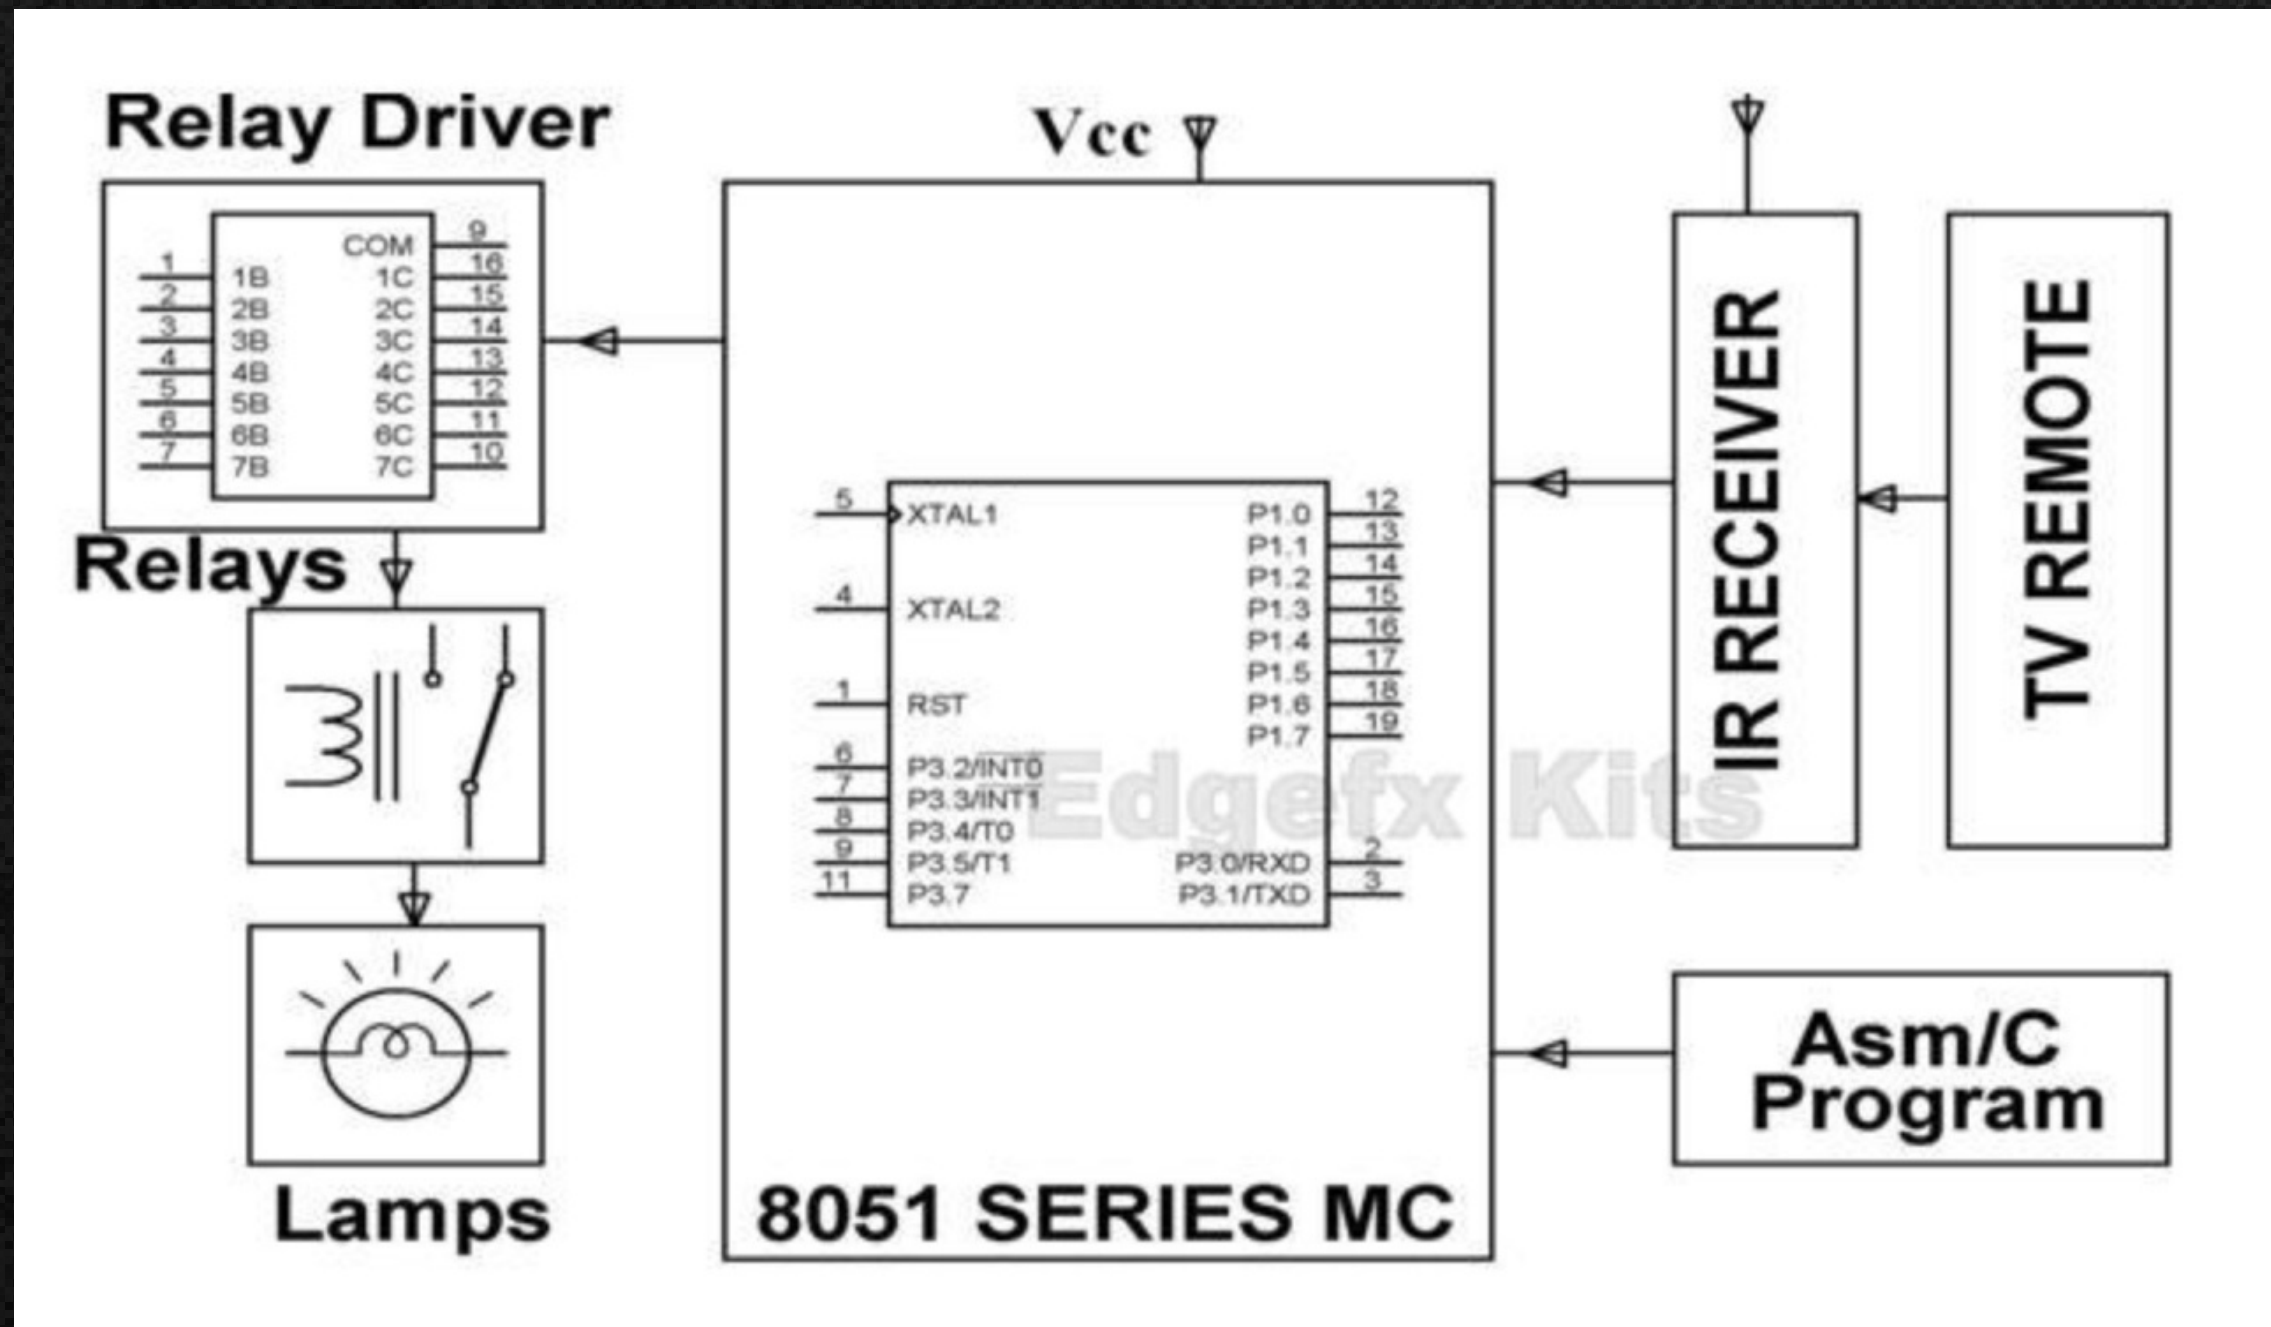 Relay Driver
COM 9
1 1B 1C 16
2 2B 2C 15
3 3B 3C 14
4 4B 4C 13
5 5B 5C 12
6 6B 6C 11
7 7B 7C 10
Relays
Lamps
Vcc
5 XTAL1 P1.0 12
P1.1 13
P1.2 14
4 XTAL2 P1.3 15
P1.4 16
P1.5 17
1 RST P1.6 18
P1.7 19
6 P3.2/INT0
7 P3.3/INT1
8 P3.4/T0
9 P3.5/T1 P3.0/RXD 2
11 P3.7 P3.1/TXD 3
Edgefx Kits
8051 SERIES MC
IR RECEIVER
TV REMOTE
Asm/C
Program